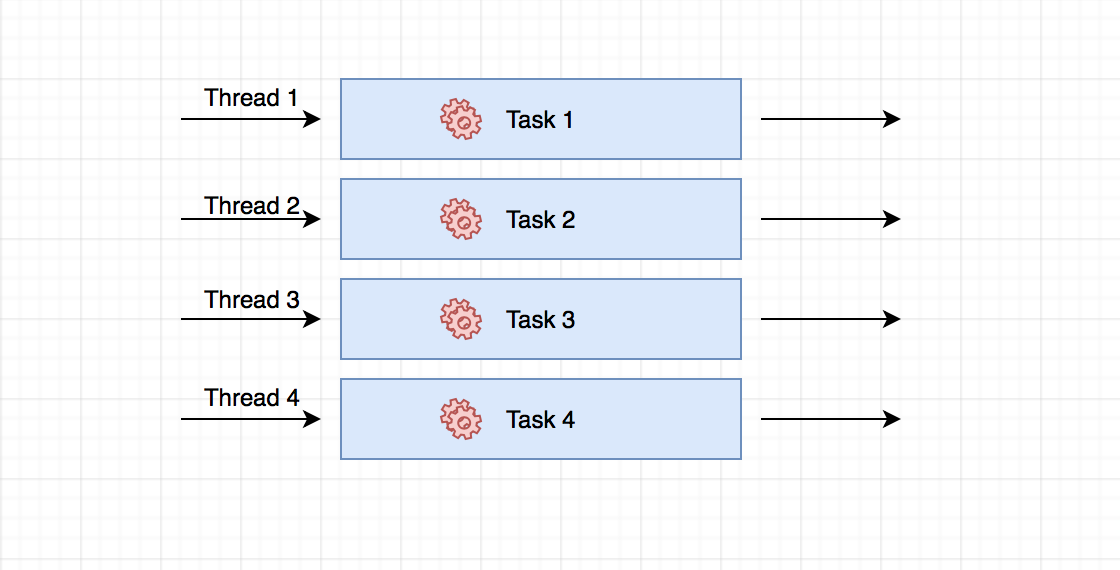 Thread 1
Task 1
Thread 2
Task 2
Thread 3
Task 3
Thread 4
Task 4